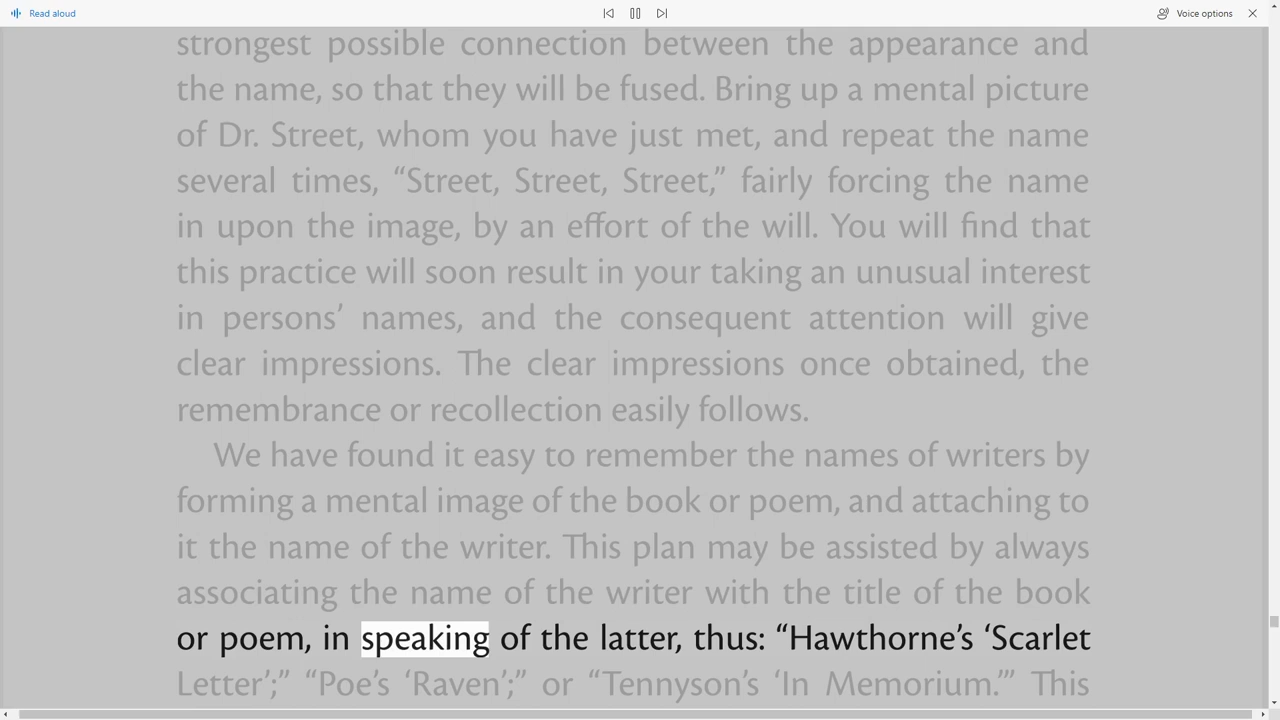 Read aloud
Voice options
strongest possible connection between the appearance and
the name, so that they will be fused. Bring up a mental picture
of Dr. Street, whom you have just met, and repeat the name
several times, “Street, Street, Street,” fairly forcing the name
in upon the image, by an effort of the will. You will find that
this practice will soon result in your taking an unusual interest
in persons’ names, and the consequent attention will give
clear impressions. The clear impressions once obtained, the
remembrance or recollection easily follows.
We have found it easy to remember the names of writers by
forming a mental image of the book or poem, and attaching to
it the name of the writer. This plan may be assisted by always
associating the name of the writer with the title of the book
or poem, in speaking of the latter, thus: “Hawthorne’s ‘Scarlet
Letter’;” “Poe’s ‘Raven’;” or “Tennyson’s ‘In Memorium.’” This